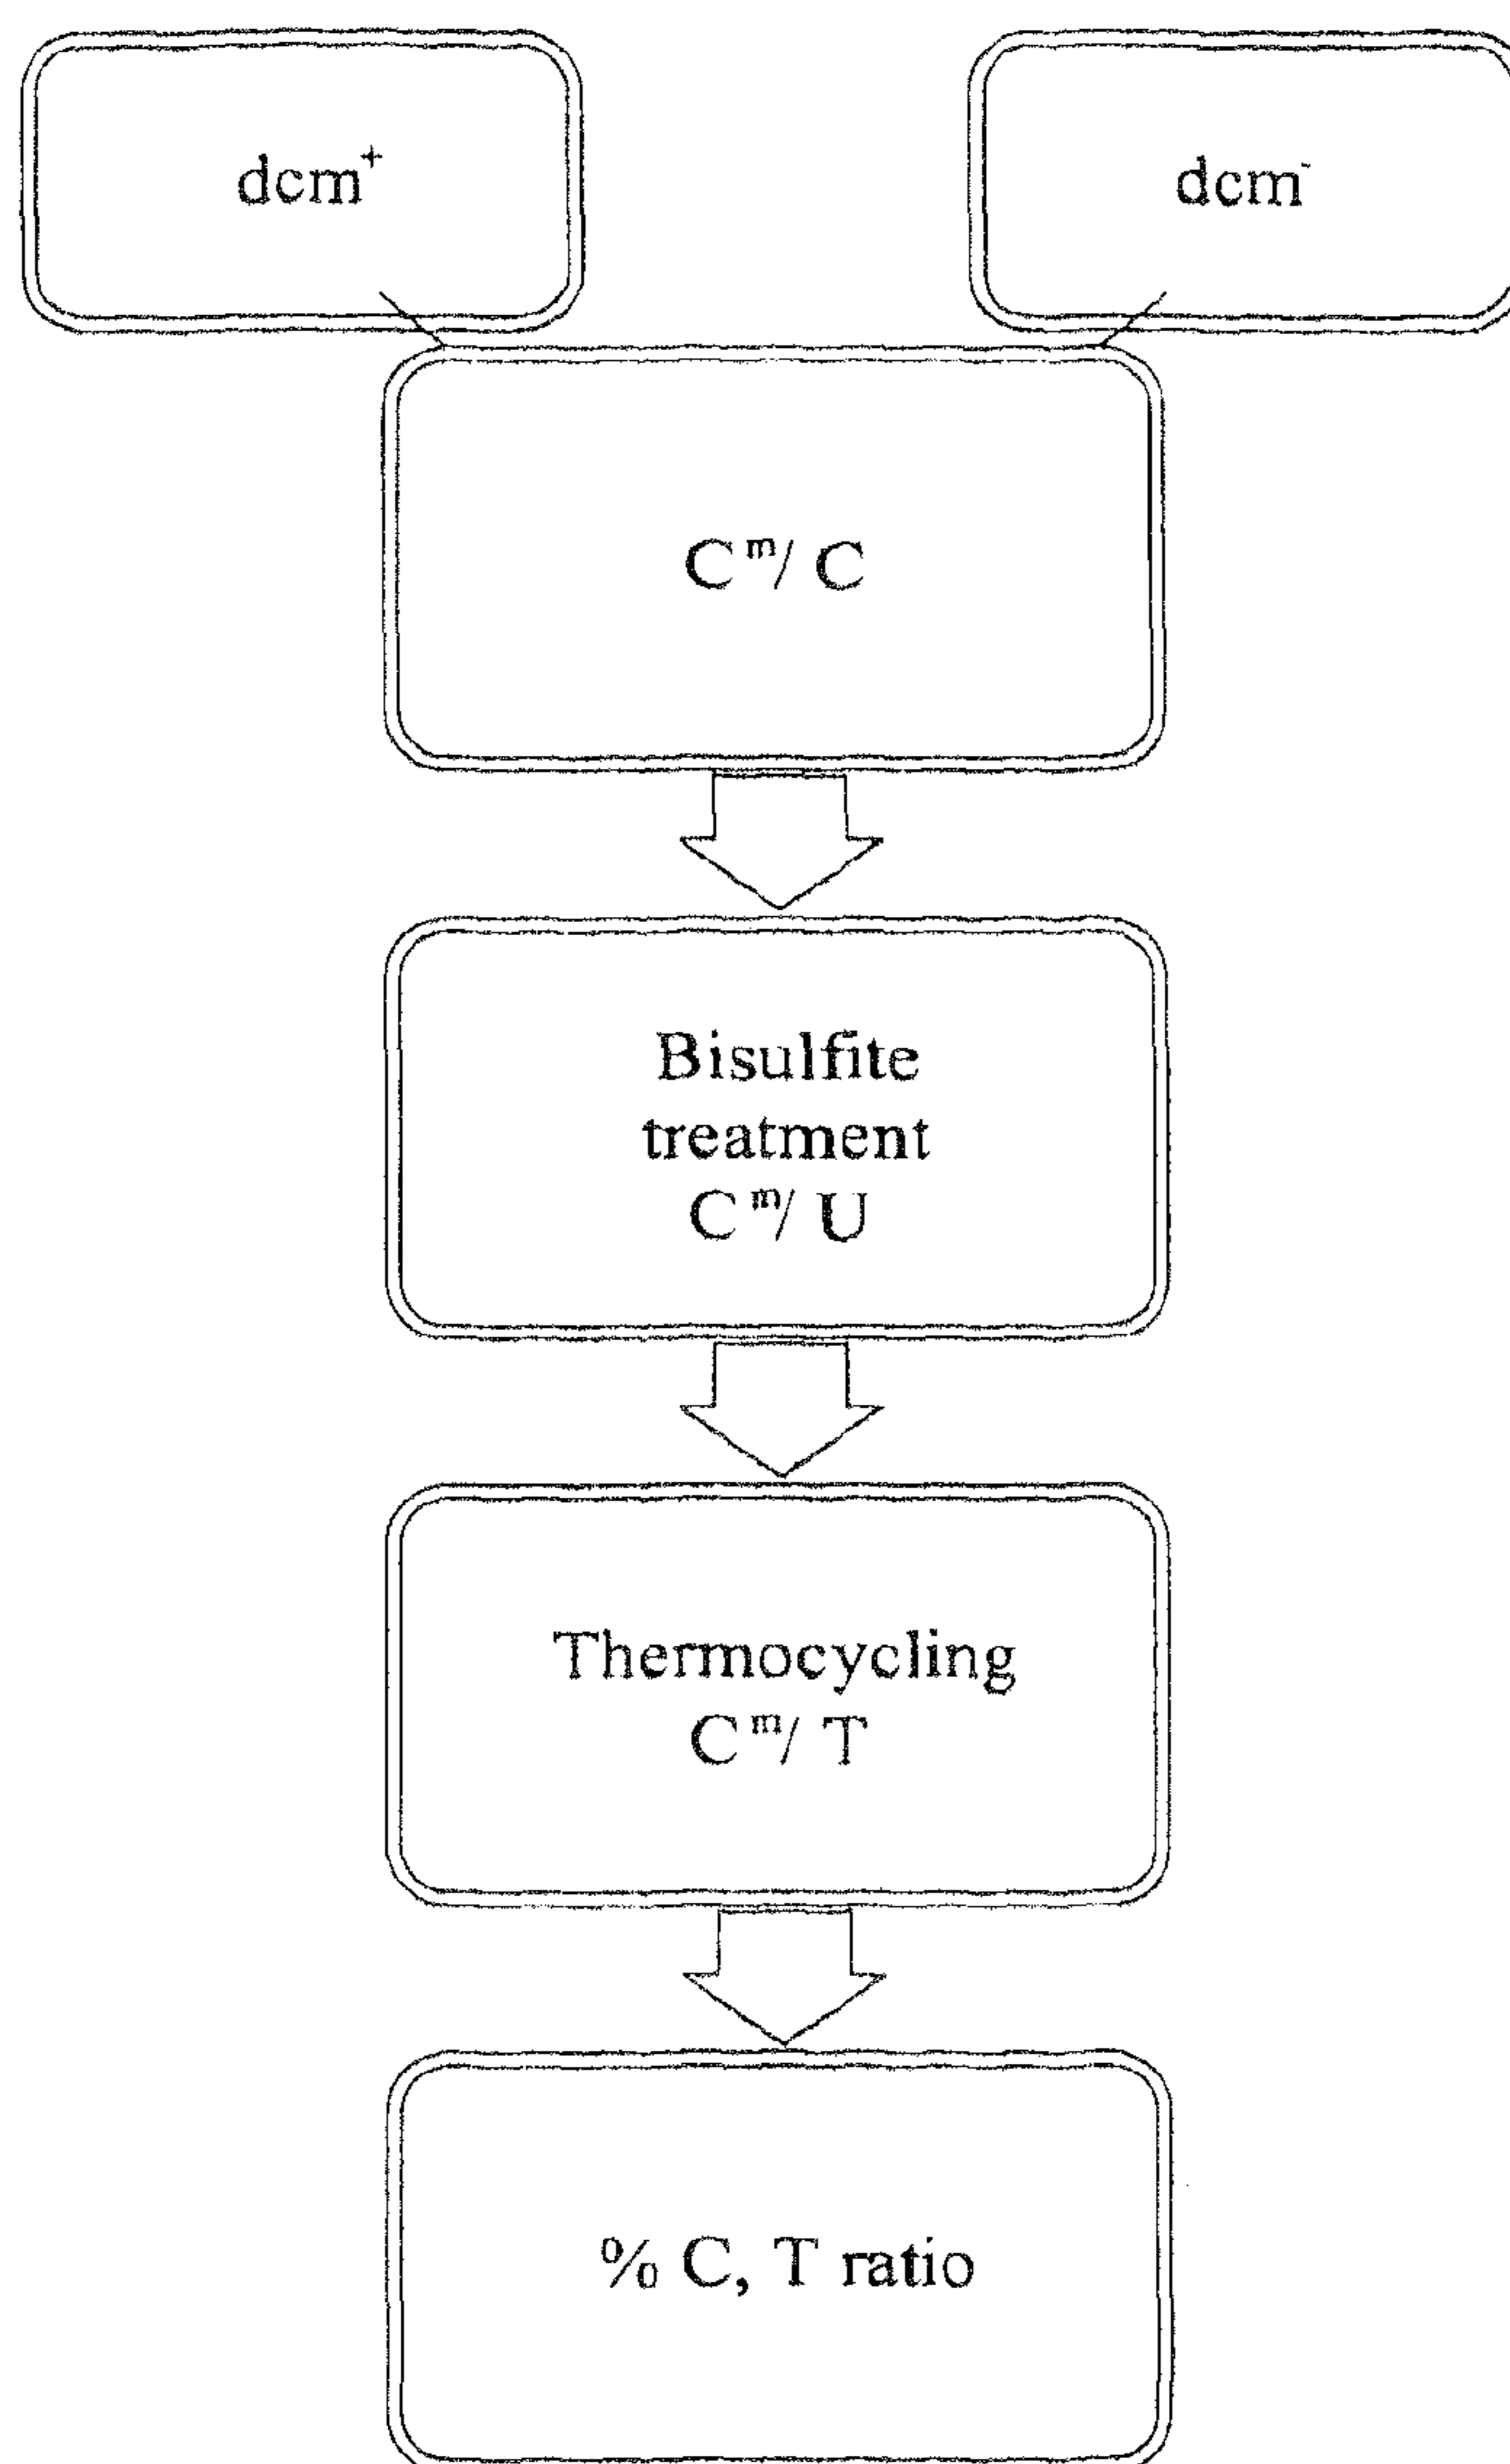 dcm⁺
dcm⁻
Cᵐ/ C
Bisulfite
treatment
Cᵐ/ U
Thermocycling
Cᵐ/ T
% C, T ratio